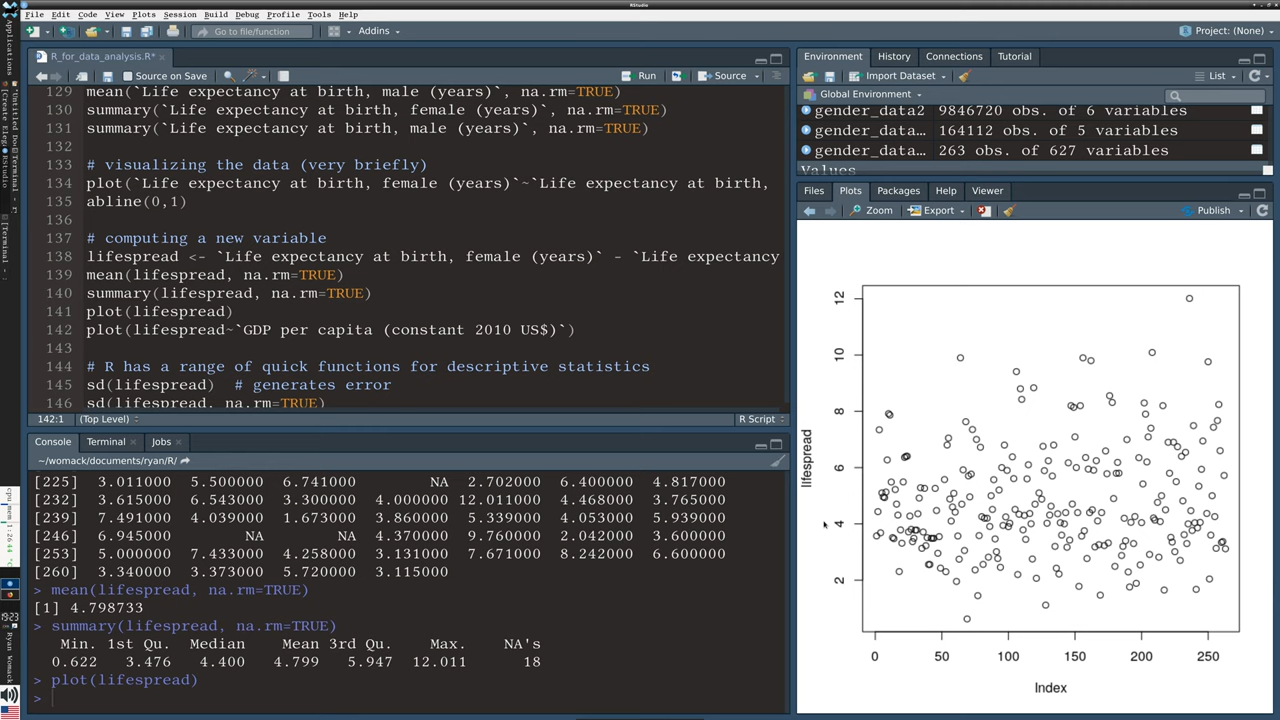 RStudio
File Edit Code View Plots Session Build Debug Profile Tools Help
Go to file/function Addins Project: (None)
R_for_data_analysis.R*
Source on Save Run Source
129 mean(`Life expectancy at birth, male (years)`, na.rm=TRUE)
130 summary(`Life expectancy at birth, female (years)`, na.rm=TRUE)
131 summary(`Life expectancy at birth, male (years)`, na.rm=TRUE)
132
133 # visualizing the data (very briefly)
134 plot(`Life expectancy at birth, female (years)`~`Life expectancy at birth,
135 abline(0,1)
136
137 # computing a new variable
138 lifespread <- `Life expectancy at birth, female (years)` - `Life expectancy
139 mean(lifespread, na.rm=TRUE)
140 summary(lifespread, na.rm=TRUE)
141 plot(lifespread)
142 plot(lifespread~`GDP per capita (constant 2010 US$)`)
143
144 # R has a range of quick functions for descriptive statistics
145 sd(lifespread)  # generates error
146 sd(lifespread, na.rm=TRUE)
142:1 (Top Level) R Script
Console Terminal Jobs
~/womack/documents/ryan/R/
[225] 3.011000 5.500000 6.741000 NA 2.702000 6.400000 4.817000
[232] 3.615000 6.543000 3.300000 4.000000 12.011000 4.468000 3.765000
[239] 7.491000 4.039000 1.673000 3.860000 5.339000 4.053000 5.939000
[246] 6.945000 NA NA 4.370000 9.760000 2.042000 3.600000
[253] 5.000000 7.433000 4.258000 3.131000 7.671000 8.242000 6.600000
[260] 3.340000 3.373000 5.720000 3.115000
> mean(lifespread, na.rm=TRUE)
[1] 4.798733
> summary(lifespread, na.rm=TRUE)
Min. 1st Qu. Median Mean 3rd Qu. Max. NA's
0.622 3.476 4.400 4.799 5.947 12.011 18
> plot(lifespread)
>
Environment History Connections Tutorial
Import Dataset List
Global Environment
gender_data2 9846720 obs. of 6 variables
gender_data… 164112 obs. of 5 variables
gender_data… 263 obs. of 627 variables
Values
Files Plots Packages Help Viewer
Zoom Export Publish
12
10
8
6
4
2
lifespread
0 50 100 150 200 250
Index
Applications
RStudio
19:23
Ryan Womack